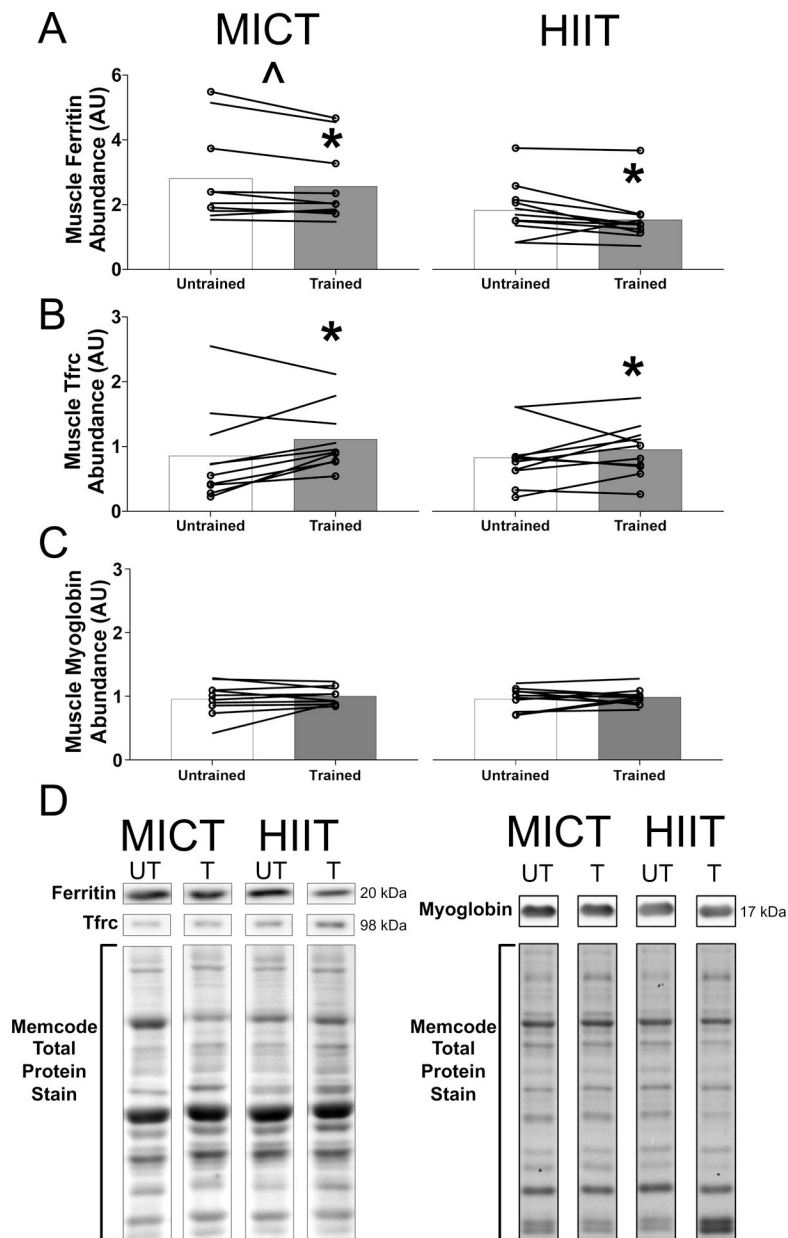 A
MICT
HIIT
^
Muscle Ferritin
Abundance (AU)
6
4
2
0
*
*
Untrained
Trained
Untrained
Trained
B
Muscle Tfrc
Abundance (AU)
3
2
1
0
*
*
Untrained
Trained
Untrained
Trained
C
Muscle Myoglobin
Abundance (AU)
3
2
1
0
Untrained
Trained
Untrained
Trained
D
MICT HIIT
UT T UT T
Ferritin 20 kDa
Tfrc 98 kDa
Memcode
Total
Protein
Stain
MICT HIIT
UT T UT T
Myoglobin 17 kDa
Memcode
Total
Protein
Stain